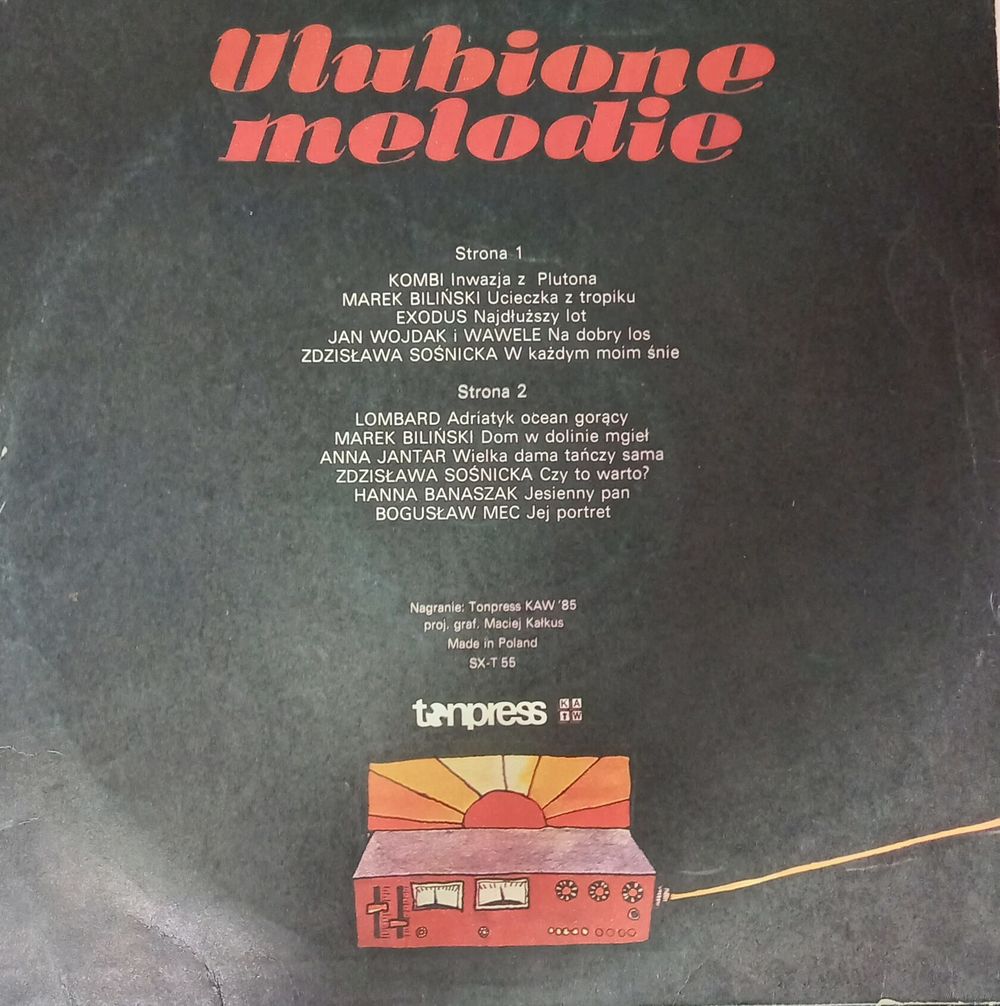 Ulubione
melodie
Strona 1
KOMBI Inwazja z Plutona
MAREK BILIŃSKI Ucieczka z tropiku
EXODUS Najdłuższy lot
JAN WOJDAK i WAWELE Na dobry los
ZDZISŁAWA SOŚNICKA W każdym moim śnie
Strona 2
LOMBARD Adriatyk ocean gorący
MAREK BILIŃSKI Dom w dolinie mgieł
ANNA JANTAR Wielka dama tańczy sama
ZDZISŁAWA SOŚNICKA Czy to warto?
HANNA BANASZAK Jesienny pan
BOGUSŁAW MEC Jej portret
Nagranie: Tonpress KAW '85
proj. graf. Maciej Kałkus
Made in Poland
SX-T 55
tonpress KAW